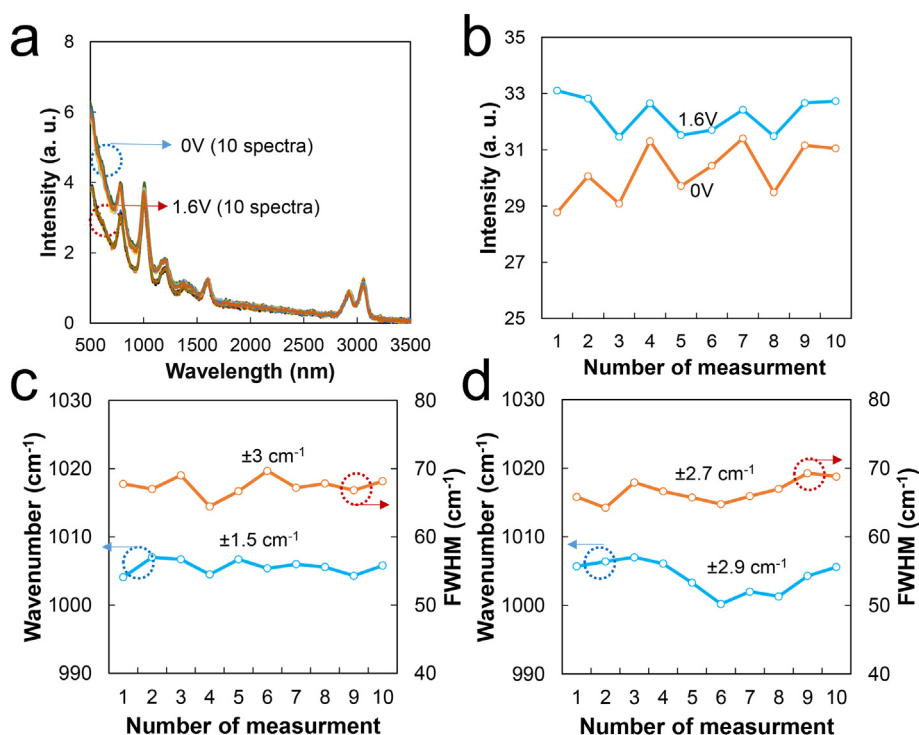 a
8
6
4
2
0
Intensity (a. u.)
0V (10 spectra)
1.6V (10 spectra)
500 1000 1500 2000 2500 3000 3500
Wavelength (nm)
b
35
33
31
29
27
25
Intensity (a. u.)
1.6V
0V
1 2 3 4 5 6 7 8 9 10
Number of measurment
c
1030
1020
1010
1000
990
Wavenumber (cm-1)
80
70
60
50
40
FWHM (cm-1)
±3 cm-1
±1.5 cm-1
1 2 3 4 5 6 7 8 9 10
Number of measurment
d
1030
1020
1010
1000
990
Wavenumber (cm-1)
80
70
60
50
40
FWHM (cm-1)
±2.7 cm-1
±2.9 cm-1
1 2 3 4 5 6 7 8 9 10
Number of measurment